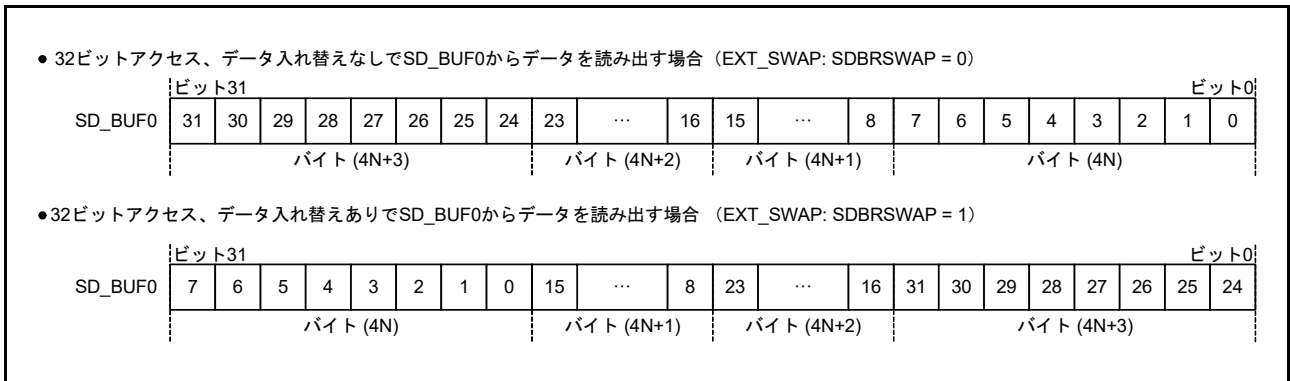 ● 32ビットアクセス、データ入れ替えなしでSD_BUF0からデータを読み出す場合（EXT_SWAP: SDBRSWAP = 0）
ビット31 ビット0
SD_BUF0 31 30 29 28 27 26 25 24 23 … 16 15 … 8 7 6 5 4 3 2 1 0
バイト (4N+3) バイト (4N+2) バイト (4N+1) バイト (4N)
●32ビットアクセス、データ入れ替えありでSD_BUF0からデータを読み出す場合 （EXT_SWAP: SDBRSWAP = 1）
ビット31 ビット0
SD_BUF0 7 6 5 4 3 2 1 0 15 … 8 23 … 16 31 30 29 28 27 26 25 24
バイト (4N) バイト (4N+1) バイト (4N+2) バイト (4N+3)